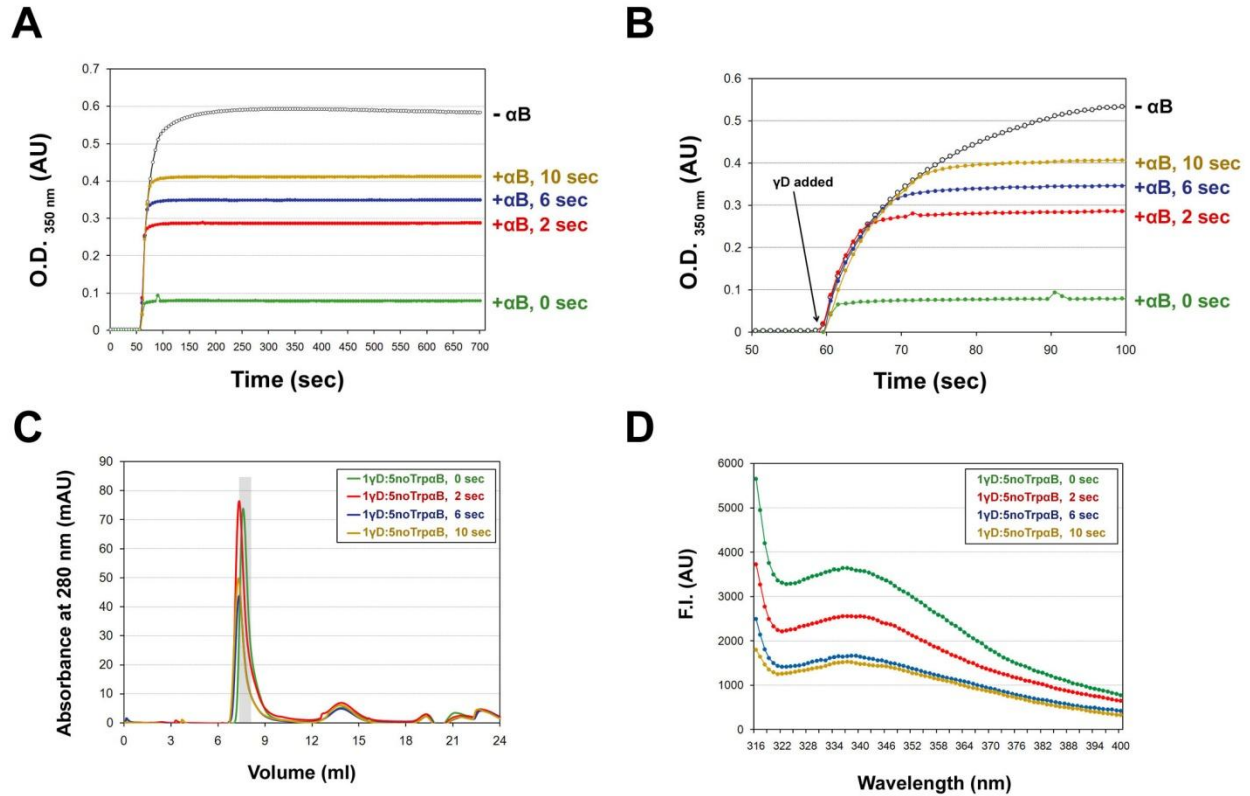 A
0.7
0.6
0.5
0.4
0.3
0.2
0.1
0
O.D. 350 nm (AU)
0 50 100 150 200 250 300 350 400 450 500 550 600 650 700
Time (sec)
- αB
+αB, 10 sec
+αB, 6 sec
+αB, 2 sec
+αB, 0 sec
B
0.6
0.5
0.4
0.3
0.2
0.1
0
O.D. 350 nm (AU)
γD added
50 60 70 80 90 100
Time (sec)
- αB
+αB, 10 sec
+αB, 6 sec
+αB, 2 sec
+αB, 0 sec
C
90
80
70
60
50
40
30
20
10
0
Absorbance at 280 nm (mAU)
1γD:5noTrpαB, 0 sec
1γD:5noTrpαB, 2 sec
1γD:5noTrpαB, 6 sec
1γD:5noTrpαB, 10 sec
0 3 6 9 12 15 18 21 24
Volume (ml)
D
6000
5000
4000
3000
2000
1000
0
F.I. (AU)
1γD:5noTrpαB, 0 sec
1γD:5noTrpαB, 2 sec
1γD:5noTrpαB, 6 sec
1γD:5noTrpαB, 10 sec
316 322 328 334 340 346 352 358 364 370 376 382 388 394 400
Wavelength (nm)